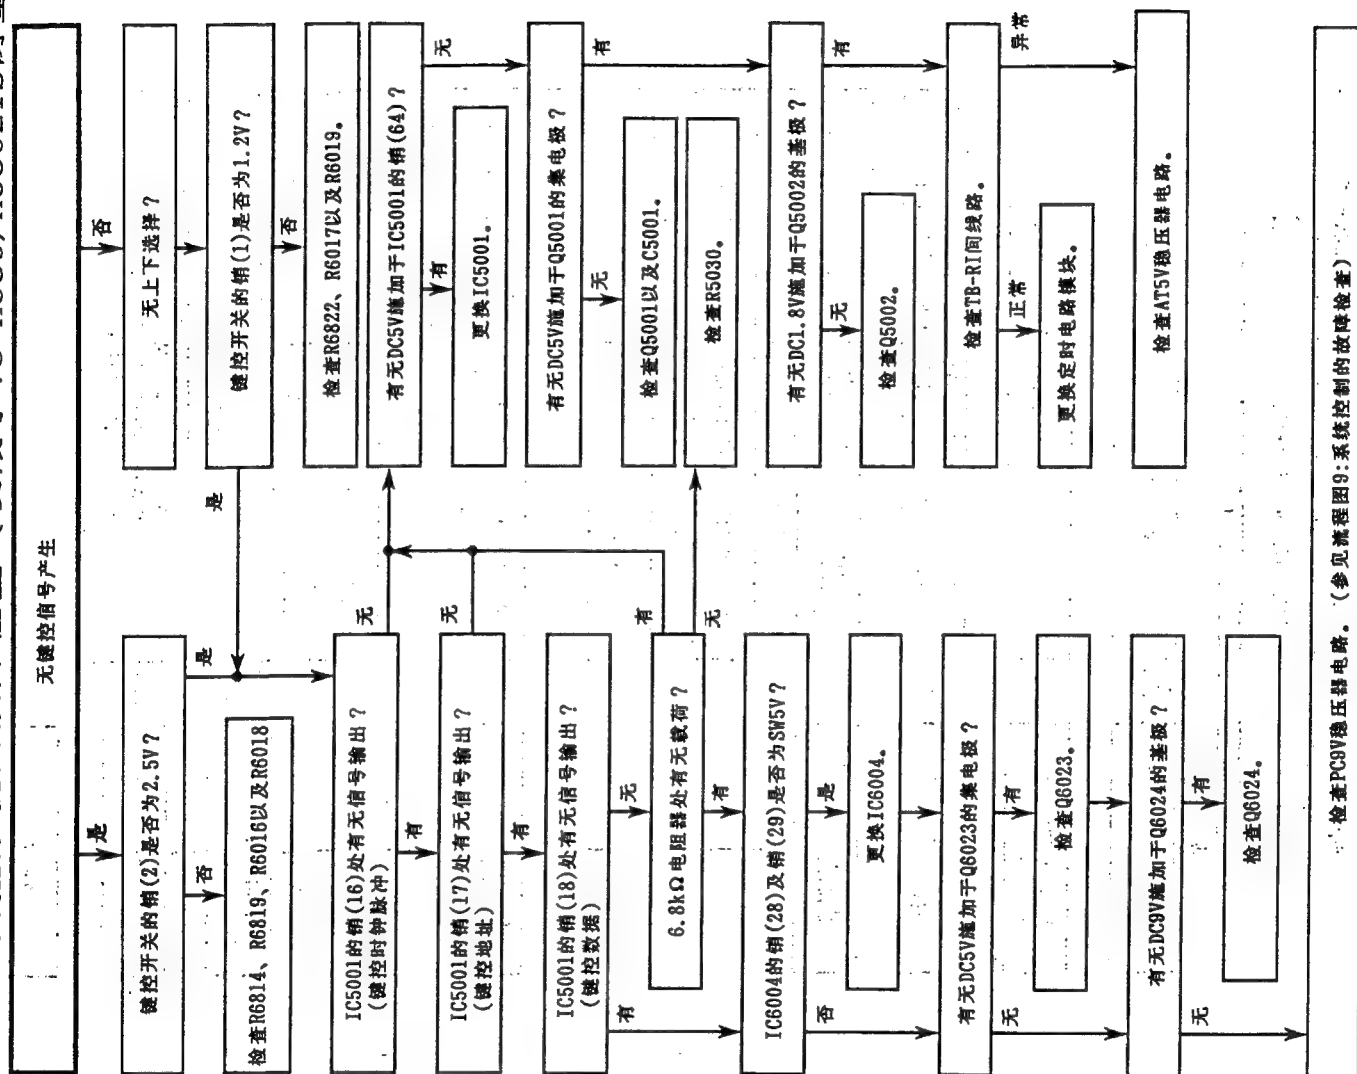 无键控信号产生
是
否
键控开关的销(2)是否为2.5V?
是
否
检查R6814、R6819、R6016以及R6018
IC5001的销(16)处有无信号输出?
(键控时钟脉冲)
无
有
IC5001的销(17)处有无信号输出?
(键控地址)
无
有
IC5001的销(18)处有无信号输出?
(键控数据)
有
无
6.8kΩ电阻器处有无载荷?
有
无
有
IC6004的销(28)及销(29)是否为SW5V?
否
是
更换IC6004。
有无DC5V施加于Q6023的集电极?
无
有
检查Q6023。
有无DC9V施加于Q6024的基极?
无
有
检查Q6024。
无上下选择?
键控开关的销(1)是否为1.2V?
是
否
检查R6822、R6017以及R6019。
有无DC5V施加于IC5001的销(64)?
有
无
更换IC5001。
有无DC5V施加于Q5001的集电极?
无
有
检查Q5001以及C5001。
检查R5030。
有无DC1.8V施加于Q5002的基极?
无
有
检查Q5002。
检查TB-RI间线路。
正常
异常
更换定时电路模块。
检查AT5V稳压器电路。
检查PC9V稳压器电路。(参见流程图9:系统控制的故障检查)